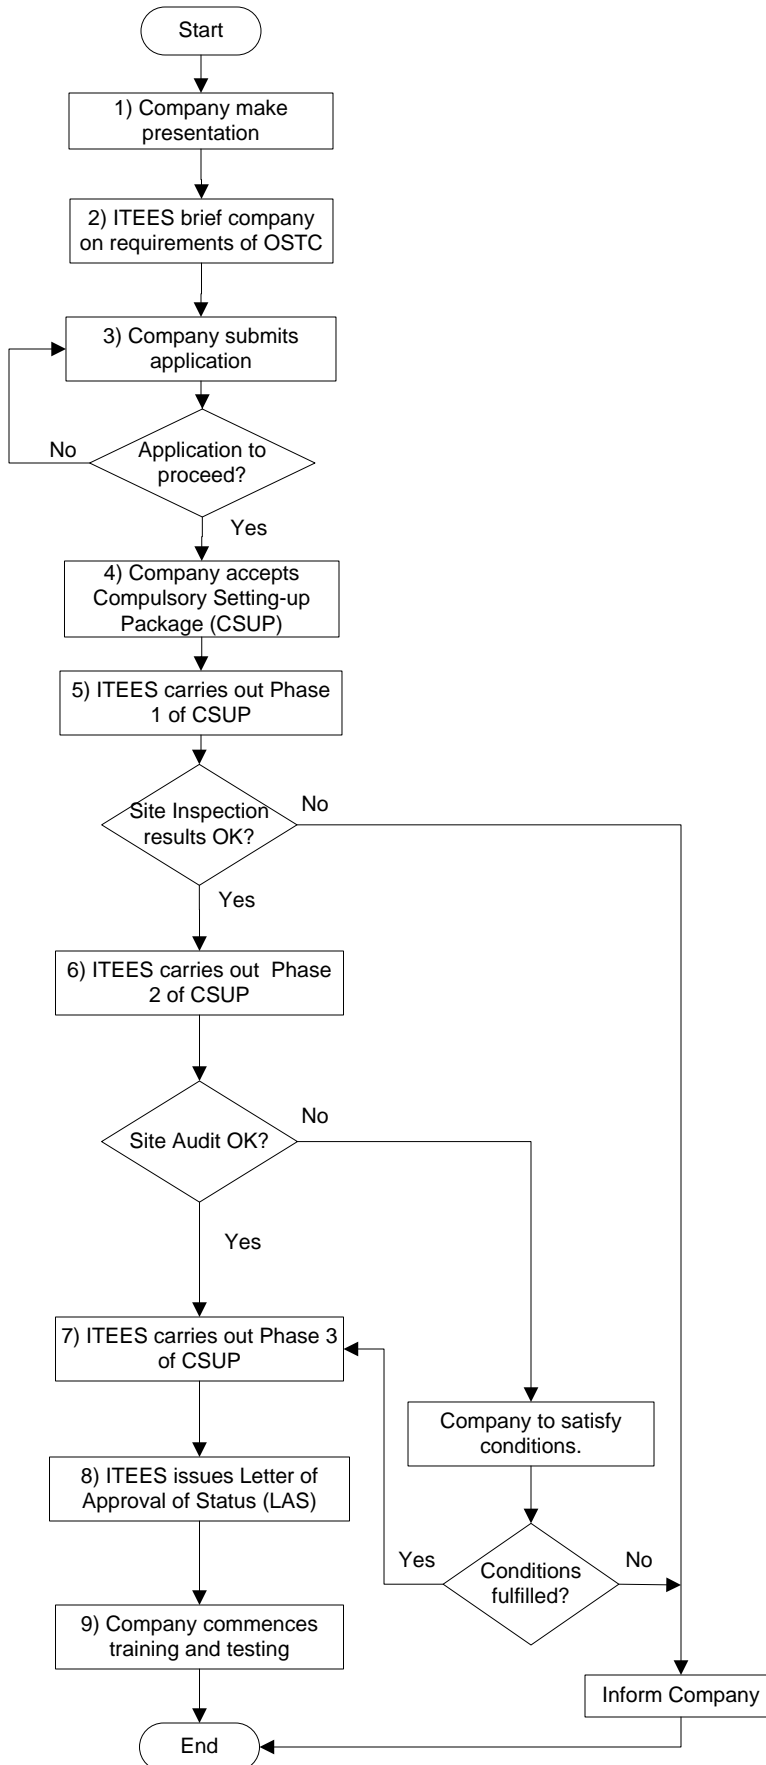 Start
1) Company make
presentation
2) ITEES brief company
on requirements of OSTC
3) Company submits
application
No
Application to
proceed?
Yes
4) Company accepts
Compulsory Setting-up
Package (CSUP)
5) ITEES carries out Phase
1 of CSUP
Site Inspection
results OK?
No
Yes
6) ITEES carries out Phase
2 of CSUP
No
Site Audit OK?
Yes
7) ITEES carries out Phase 3
of CSUP
Company to satisfy
conditions.
8) ITEES issues Letter of
Approval of Status (LAS)
Yes
Conditions
fulfilled?
No
9) Company commences
training and testing
Inform Company
End